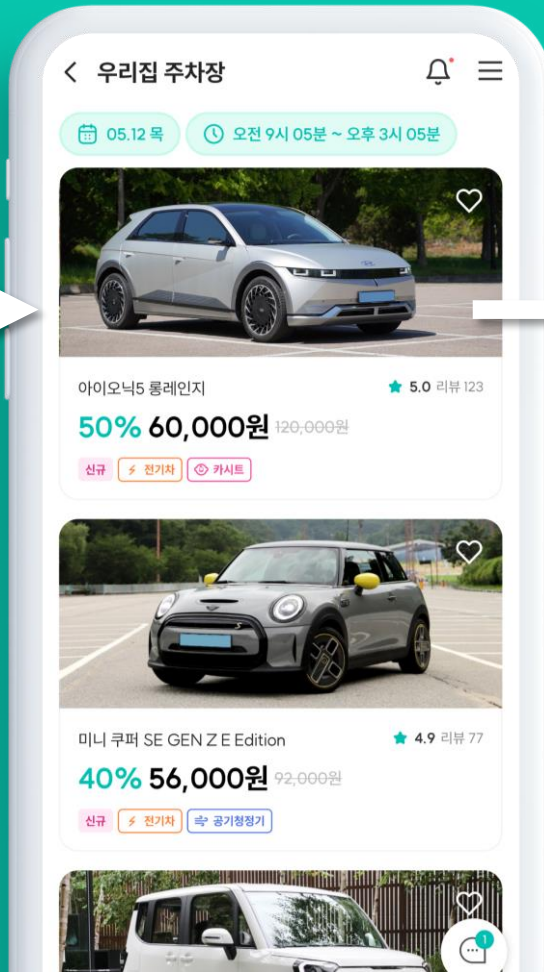 우리집 주차장
05.12 목
오전 9시 05분 ~ 오후 3시 05분
아이오닉5 롱레인지
5.0 리뷰 123
50% 60,000원 120,000원
신규 전기차 카시트
미니 쿠퍼 SE GEN Z E Edition
4.9 리뷰 77
40% 56,000원 92,000원
신규 전기차 공기청정기
1